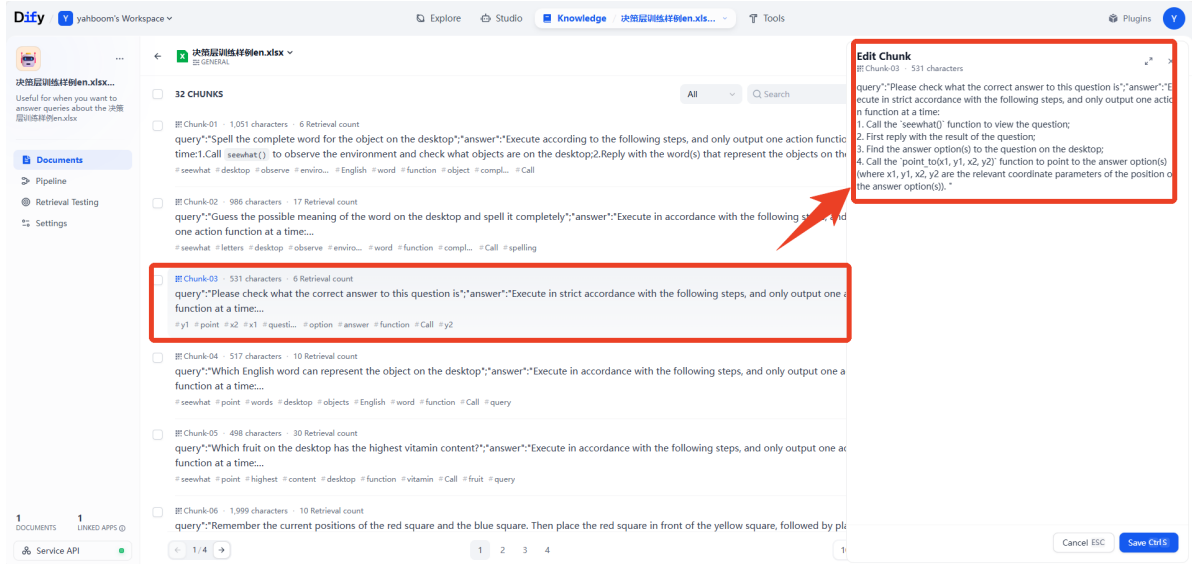 Dify / Y yahboom's Workspace
Explore Studio Knowledge / 决策层训练样例en.xls... Tools Plugins Y
决策层训练样例en.xlsx...
Useful for when you want to
answer queries about the 决策
层训练样例en.xlsx
Documents
Pipeline
Retrieval Testing
Settings
1 1
DOCUMENTS LINKED APPS
Service API
决策层训练样例en.xlsx
GENERAL
32 CHUNKS All Search
Chunk-01 · 1,051 characters · 6 Retrieval count
query":"Spell the complete word for the object on the desktop";"answer":"Execute according to the following steps, and only output one action functio
time:1.Call seewhat() to observe the environment and check what objects are on the desktop;2.Reply with the word(s) that represent the objects on the
#seewhat #desktop #observe #enviro... #English #word #function #object #compl... #Call
Chunk-02 · 986 characters · 17 Retrieval count
query":"Guess the possible meaning of the word on the desktop and spell it completely";"answer":"Execute in accordance with the following st and
one action function at a time:...
#seewhat #letters #desktop #observe #enviro... #word #function #compl... #Call #spelling
Chunk-03 · 531 characters · 6 Retrieval count
query":"Please check what the correct answer to this question is";"answer":"Execute in strict accordance with the following steps, and only output one a
function at a time:...
#y1 #point #x2 #x1 #questi... #option #answer #function #Call #y2
Chunk-04 · 517 characters · 10 Retrieval count
query":"Which English word can represent the object on the desktop";"answer":"Execute in accordance with the following steps, and only output one a
function at a time:...
#seewhat #point #words #desktop #objects #English #word #function #Call #query
Chunk-05 · 498 characters · 30 Retrieval count
query":"Which fruit on the desktop has the highest vitamin content?";"answer":"Execute in accordance with the following steps, and only output one ac
function at a time:...
#seewhat #point #highest #content #desktop #function #vitamin #Call #fruit #query
Chunk-06 · 1,999 characters · 10 Retrieval count
query":"Remember the current positions of the red square and the blue square. Then place the red square in front of the yellow square, followed by pla
1 / 4 1 2 3 4 10
Edit Chunk
Chunk-03 · 531 characters
query":"Please check what the correct answer to this question is";"answer":"E
ecute in strict accordance with the following steps, and only output one actio
n function at a time:
1. Call the `seewhat()` function to view the question;
2. First reply with the result of the question;
3. Find the answer option(s) to the question on the desktop;
4. Call the `point_to(x1, y1, x2, y2)` function to point to the answer option(s)
(where x1, y1, x2, y2 are the relevant coordinate parameters of the position o
the answer option(s)). "
Cancel ESC Save Ctrl S